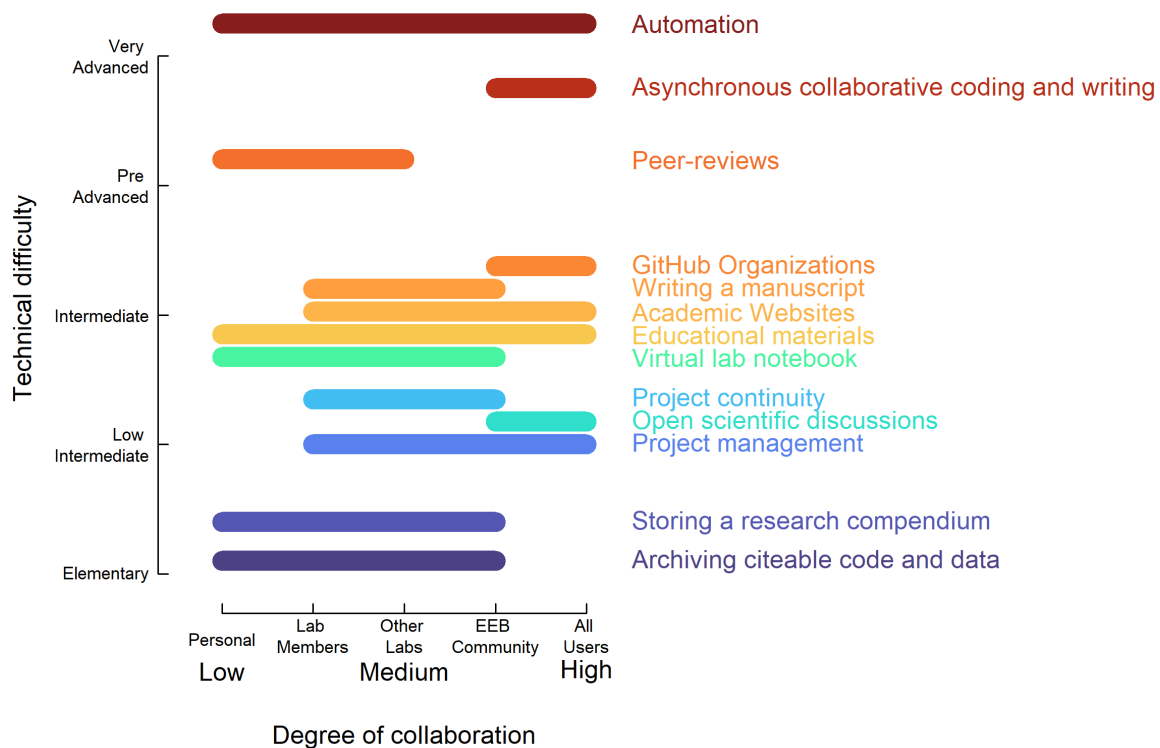 Automation
Very
Advanced
Asynchronous collaborative coding and writing
Peer-reviews
Pre
Advanced
Technical difficulty
GitHub Organizations
Writing a manuscript
Intermediate
Academic Websites
Educational materials
Virtual lab notebook
Project continuity
Open scientific discussions
Low
Intermediate
Project management
Storing a research compendium
Archiving citeable code and data
Elementary
Personal
Lab
Members
Other
Labs
EEB
Community
All
Users
Low
Medium
High
Degree of collaboration